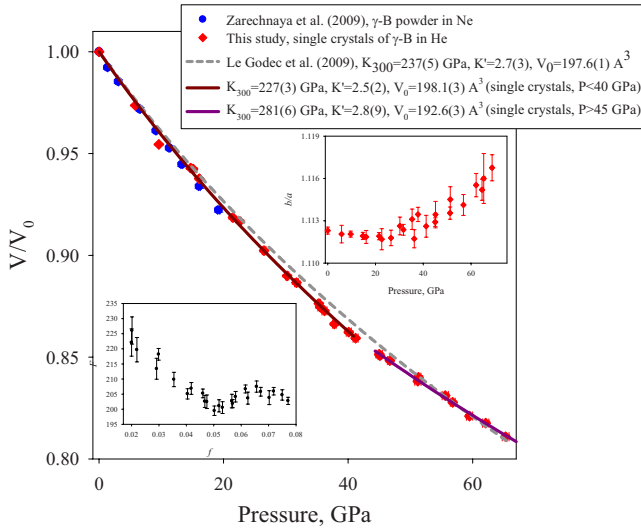 Zarechnaya et al. (2009), γ-B powder in Ne
This study, single crystals of γ-B in He
Le Godec et al. (2009), K300=237(5) GPa, K'=2.7(3), V0=197.6(1) A3
K300=227(3) GPa, K'=2.5(2), V0=198.1(3) A3 (single crystals, P<40 GPa)
K300=281(6) GPa, K'=2.8(9), V0=192.6(3) A3 (single crystals, P>45 GPa)
1.00
0.95
0.90
0.85
0.80
V/V0
0
20
40
60
Pressure, GPa
1.119
1.116
1.113
1.110
b/a
0 10 20 30 40 50 60 70
Pressure, GPa
235
230
225
220
215
210
205
200
195
0.02 0.03 0.04 0.05 0.06 0.07 0.08
f